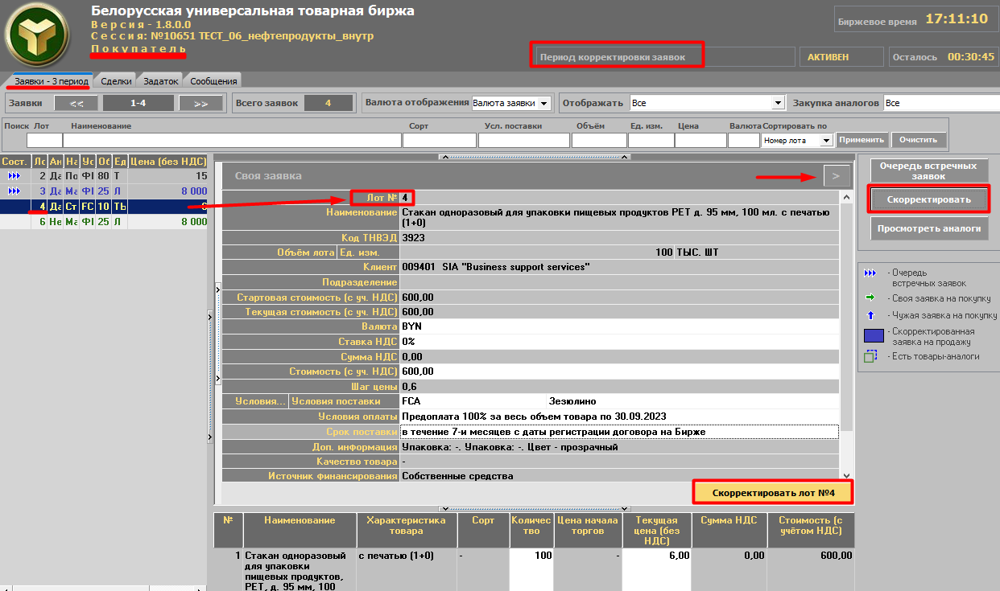 Белорусская универсальная товарная биржа
Версия - 1.8.0.0
Сессия: №10651 ТЕСТ_06_нефтепродукты_внутр
Покупатель
Период корректировки заявок
АКТИВЕН
Биржевое время 17:11:10
Осталось 00:30:45
Заявки - 3 период Сделки Задаток Сообщения
Заявки << 1-4 >> Всего заявок 4 Валюта отображения Валюта заявки Отображать Все Закупка аналогов Все
Поиск Лот Наименование Сорт Усл. поставки Объём Ед. изм. Цена Валюта Сортировать по
Номер лота Применить Очистить
Сост. Ло Ан На Ус Об Ед Цена (без НДС)
2 Да По ФІ 80 Т 15
3 Да Ма ФІ 25 Л 8 000
4 Да Ст FC 10 ТЬ 6
6 Не Ма ФІ 25 Л 8 000
Своя заявка >
Лот № 4
Наименование Стакан одноразовый для упаковки пищевых продуктов РЕТ д. 95 мм, 100 мл. с печатью
(1+0)
Код ТНВЭД 3923
Объём лота Ед. изм. 100 ТЫС. ШТ
Клиент 009401 SIA "Business support services"
Подразделение
Стартовая стоимость (с уч. НДС) 600,00
Текущая стоимость (с уч. НДС) 600,00
Валюта BYN
Ставка НДС 0%
Сумма НДС 0,00
Стоимость (с уч. НДС) 600,00
Шаг цены 0,6
Условия... Условия поставки FCA Зезюлино
Условия оплаты Предоплата 100% за весь объем товара по 30.09.2023
Срок поставки в течение 7-и месяцев с даты регистрации договора на Бирже
Доп. информация Упаковка: -. Упаковка: -. Цвет - прозрачный
Качество товара -
Источник финансирования Собственные средства
Скорректировать лот №4
Очередь встречных
заявок
Скорректировать
Просмотреть аналоги
- Очередь
встречных заявок
- Своя заявка на покупку
- Чужая заявка на покупку
- Скорректированная
заявка на продажу
- Есть товары-аналоги
№ Наименование Характеристика Сорт Количес Цена начала Текущая Сумма НДС Стоимость (с
товара тво торгов цена (без учётом НДС)
НДС)
1 Стакан одноразовый с печатью (1+0) - 100 - 6,00 0,00 600,00
для упаковки
пищевых продуктов,
РЕТ, д. 95 мм, 100